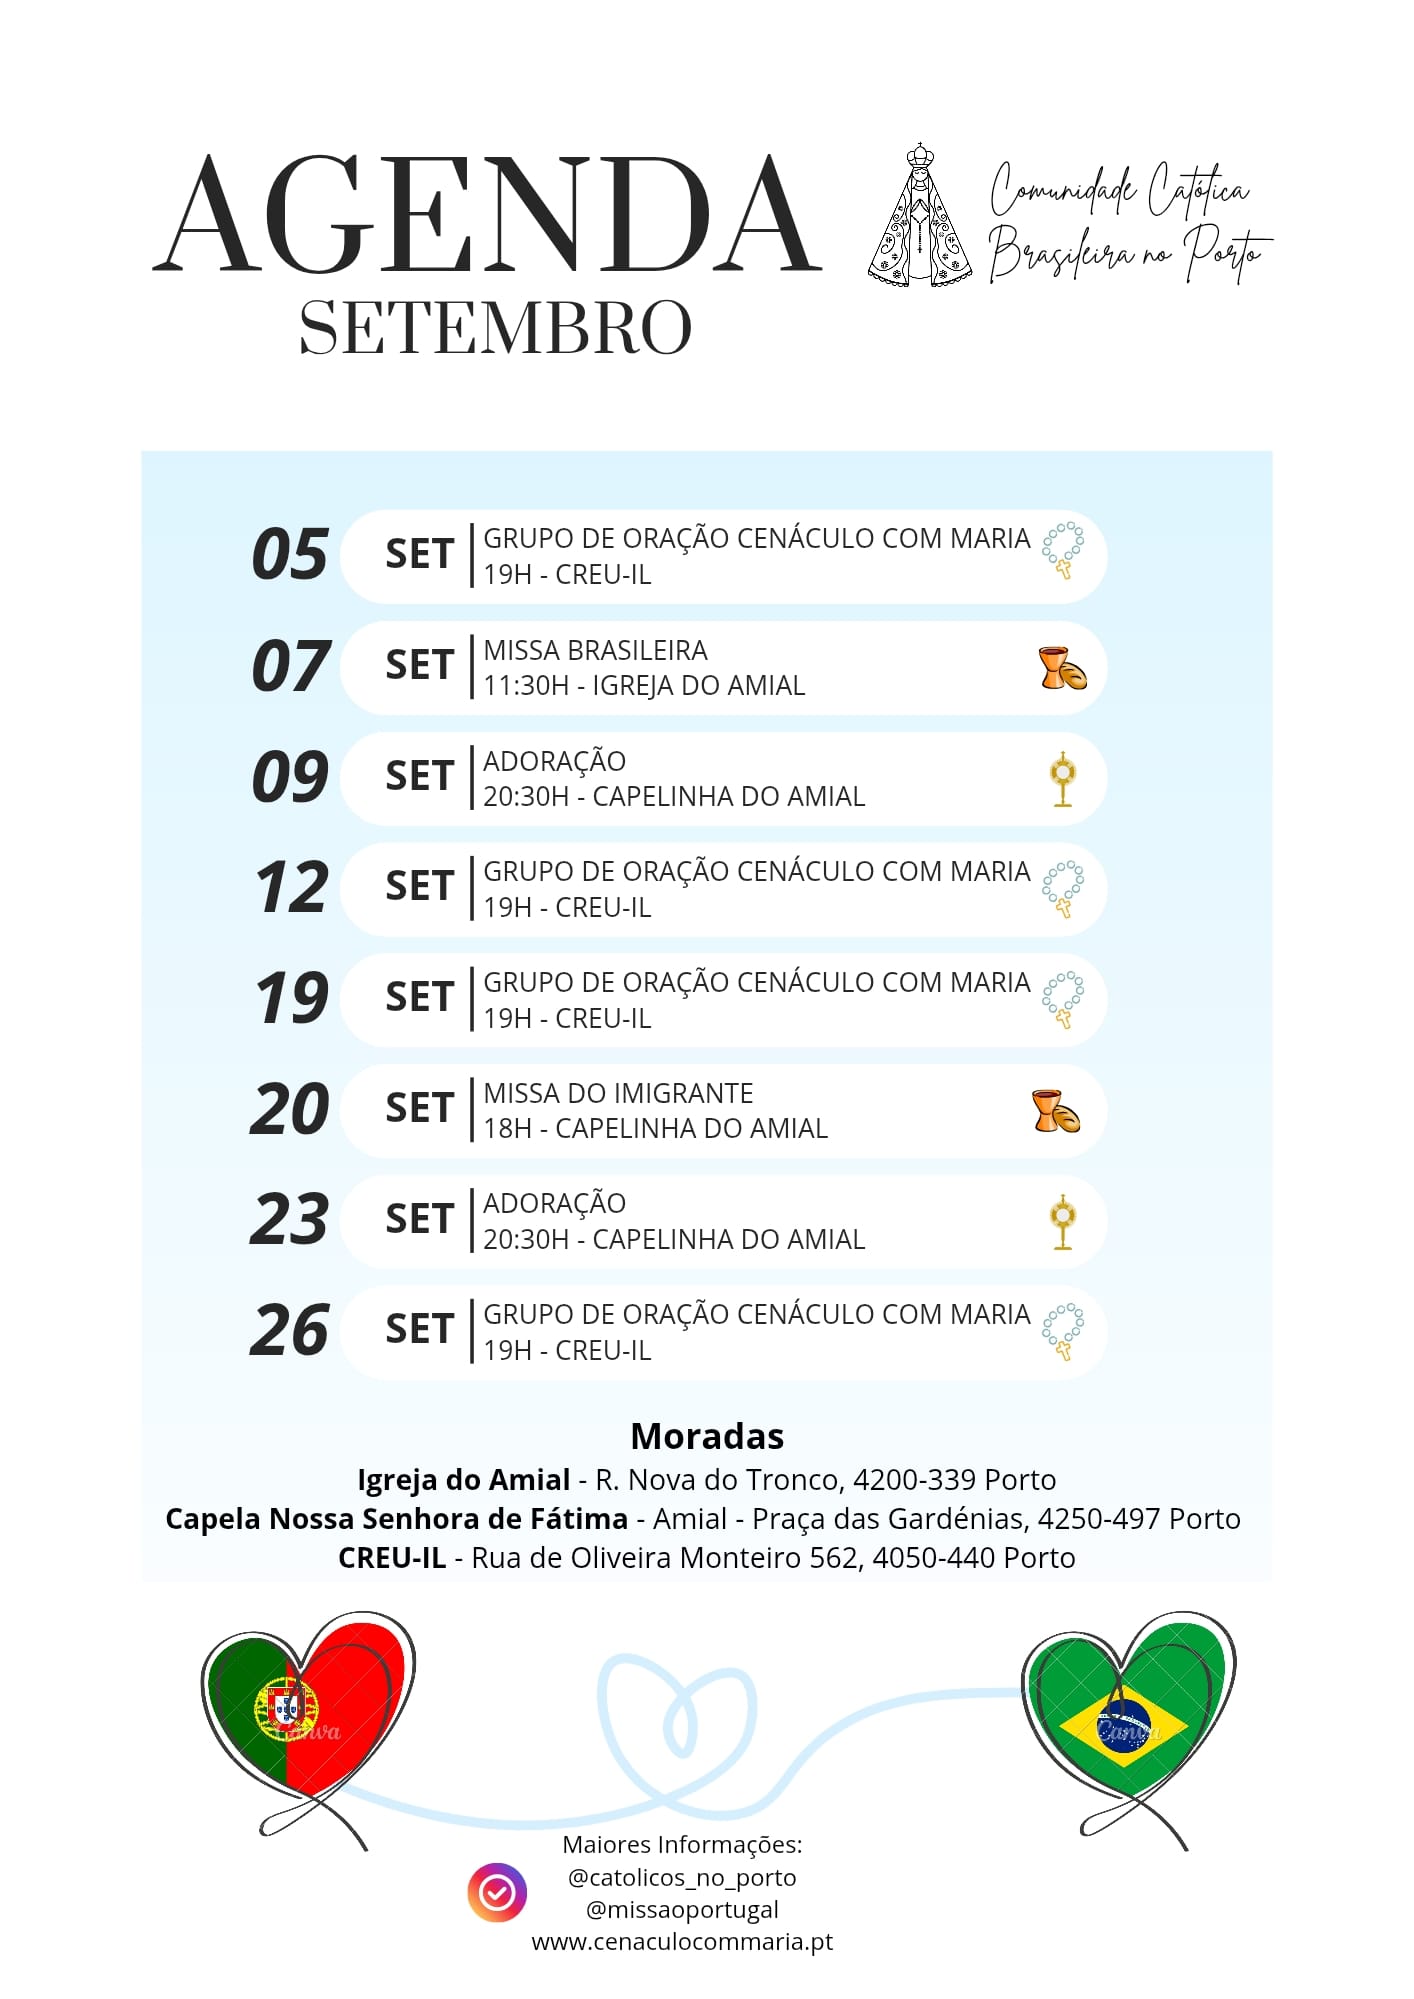 AGENDA
SETEMBRO
Comunidade Católica
Brasileira no Porto
05 SET GRUPO DE ORAÇÃO CENÁCULO COM MARIA
19H - CREU-IL
07 SET MISSA BRASILEIRA
11:30H - IGREJA DO AMIAL
09 SET ADORAÇÃO
20:30H - CAPELINHA DO AMIAL
12 SET GRUPO DE ORAÇÃO CENÁCULO COM MARIA
19H - CREU-IL
19 SET GRUPO DE ORAÇÃO CENÁCULO COM MARIA
19H - CREU-IL
20 SET MISSA DO IMIGRANTE
18H - CAPELINHA DO AMIAL
23 SET ADORAÇÃO
20:30H - CAPELINHA DO AMIAL
26 SET GRUPO DE ORAÇÃO CENÁCULO COM MARIA
19H - CREU-IL
Moradas
Igreja do Amial - R. Nova do Tronco, 4200-339 Porto
Capela Nossa Senhora de Fátima - Amial - Praça das Gardénias, 4250-497 Porto
CREU-IL - Rua de Oliveira Monteiro 562, 4050-440 Porto
Canva
Canva
Maiores Informações:
@catolicos_no_porto
@missaoportugal
www.cenaculocommaria.pt